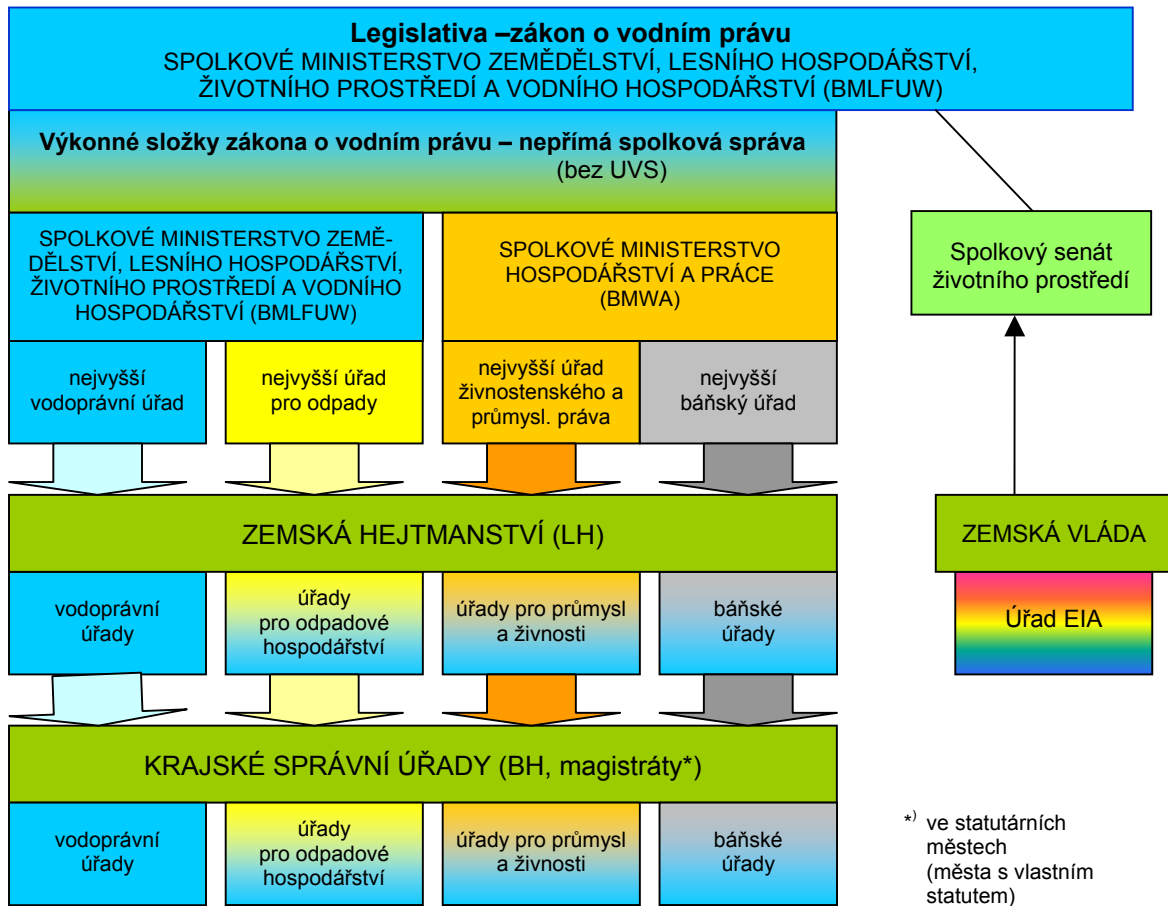 Legislativa –zákon o vodním právu
SPOLKOVÉ MINISTERSTVO ZEMĚDĚLSTVÍ, LESNÍHO HOSPODÁŘSTVÍ,
ŽIVOTNÍHO PROSTŘEDÍ A VODNÍHO HOSPODÁŘSTVÍ (BMLFUW)
Výkonné složky zákona o vodním právu – nepřímá spolková správa
(bez UVS)
SPOLKOVÉ MINISTERSTVO ZEMĚ-
DĚLSTVÍ, LESNÍHO HOSPODÁŘSTVÍ,
ŽIVOTNÍHO PROSTŘEDÍ A VODNÍHO
HOSPODÁŘSTVÍ (BMLFUW)
SPOLKOVÉ MINISTERSTVO
HOSPODÁŘSTVÍ A PRÁCE
(BMWA)
Spolkový senát
životního prostředí
nejvyšší
vodoprávní úřad
nejvyšší úřad
pro odpady
nejvyšší úřad
živnostenského a
průmysl. práva
nejvyšší
báňský úřad
ZEMSKÁ HEJTMANSTVÍ (LH)
ZEMSKÁ VLÁDA
vodoprávní
úřady
úřady
pro odpadové
hospodářství
úřady pro průmysl
a živnosti
báňské
úřady
Úřad EIA
KRAJSKÉ SPRÁVNÍ ÚŘADY (BH, magistráty*)
vodoprávní
úřady
úřady
pro odpadové
hospodářství
úřady pro průmysl
a živnosti
báňské
úřady
*) ve statutárních
městech
(města s vlastním
statutem)